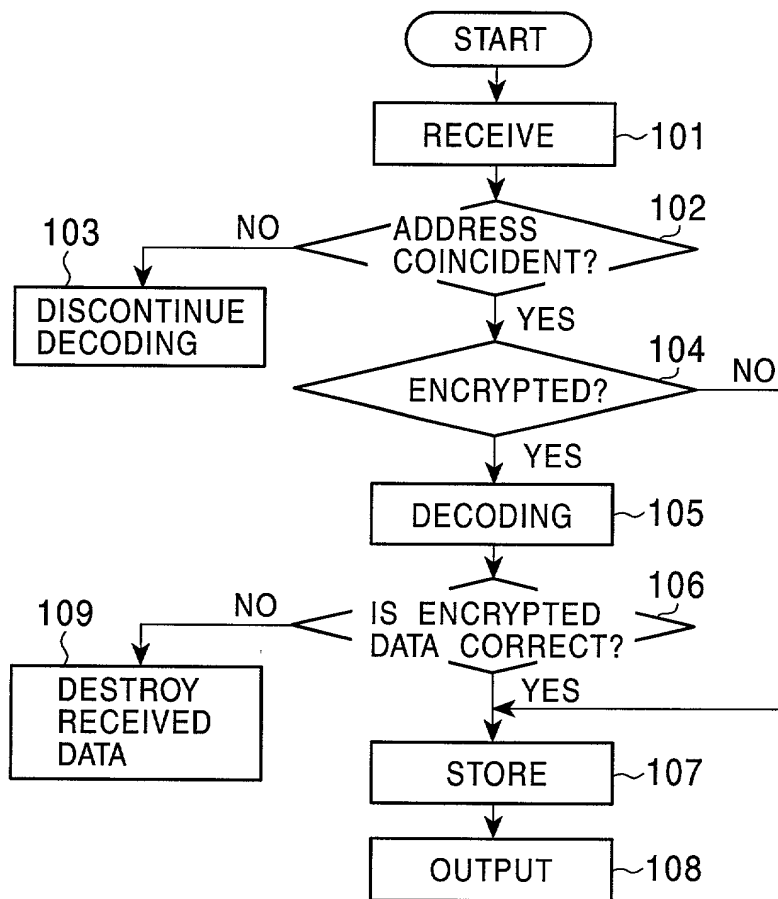 START
RECEIVE
101
102
ADDRESS
COINCIDENT?
NO
103
DISCONTINUE
DECODING
YES
104
ENCRYPTED?
NO
YES
DECODING
105
106
IS ENCRYPTED
DATA CORRECT?
NO
109
DESTROY
RECEIVED
DATA
YES
STORE
107
OUTPUT
108